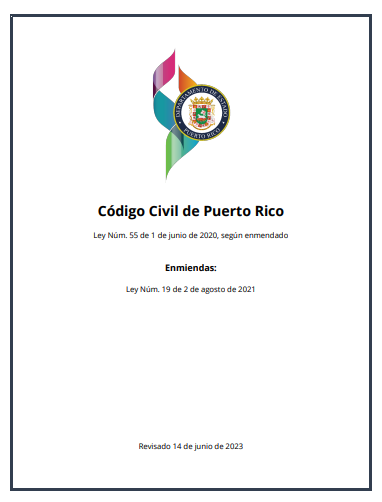 DEPARTAMENTO DE ESTADO
PUERTO RICO
Código Civil de Puerto Rico
Ley Núm. 55 de 1 de junio de 2020, según enmendado
Enmiendas:
Ley Núm. 19 de 2 de agosto de 2021
Revisado 14 de junio de 2023